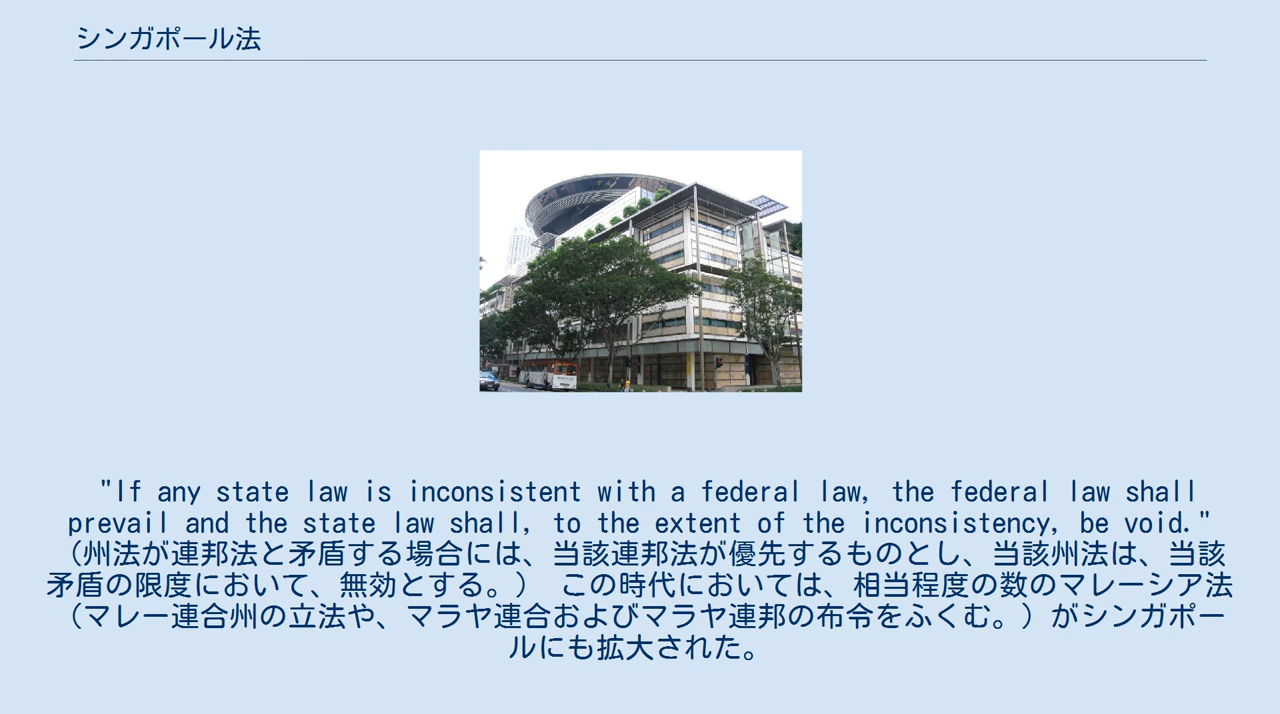 シンガポール法
"If any state law is inconsistent with a federal law, the federal law shall
prevail and the state law shall, to the extent of the inconsistency, be void."
（州法が連邦法と矛盾する場合には、当該連邦法が優先するものとし、当該州法は、当該
矛盾の限度において、無効とする。） この時代においては、相当程度の数のマレーシア法
（マレー連合州の立法や、マラヤ連合およびマラヤ連邦の布令をふくむ。）がシンガポー
ルにも拡大された。